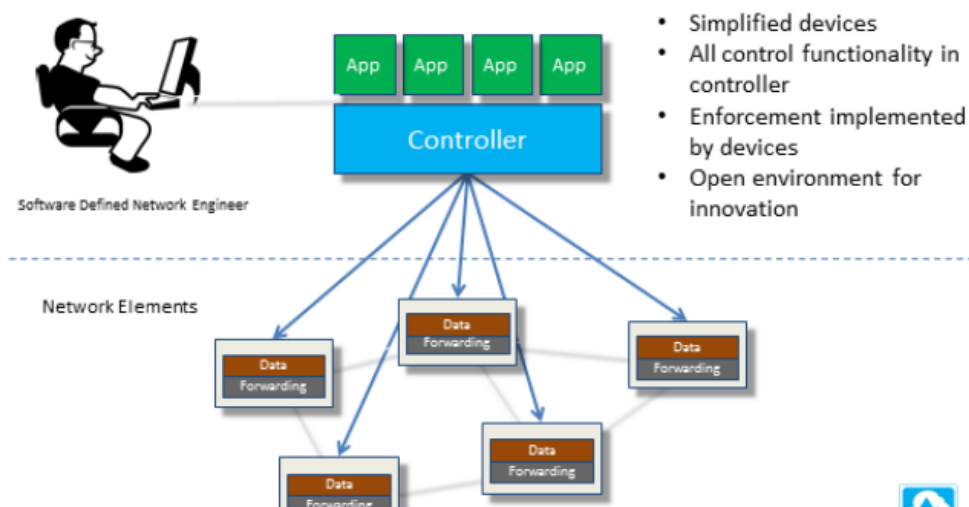 App App App App
Controller
Software Defined Network Engineer
• Simplified devices
• All control functionality in
controller
• Enforcement implemented
by devices
• Open environment for
innovation
Network Elements
Data
Forwarding
Data
Forwarding
Data
Forwarding
Data
Forwarding
Data
Forwarding